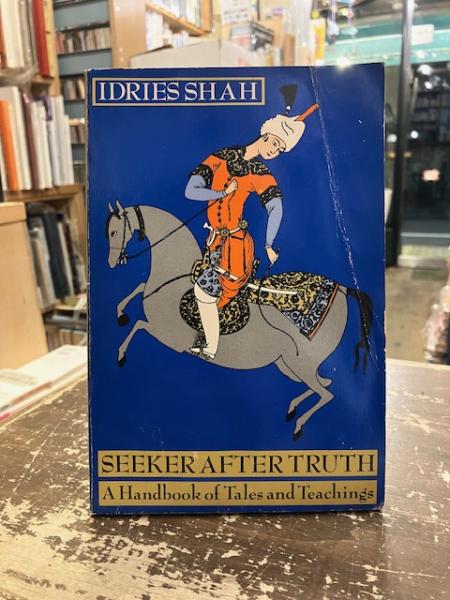 IDRIES SHAH
SEEKER AFTER TRUTH
A Handbook of Tales and Teachings